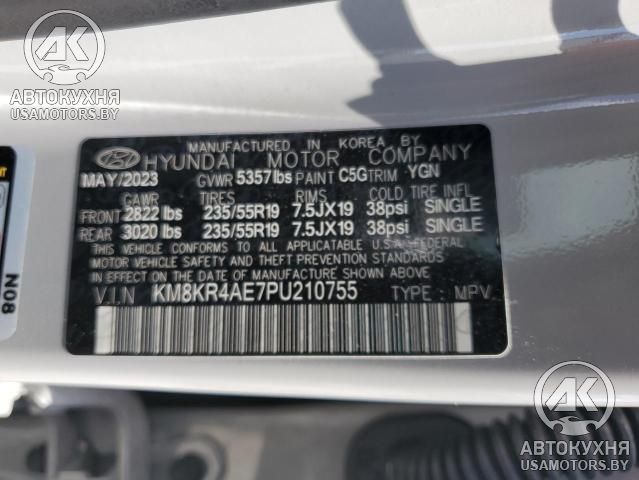 АК
АВТОКУХНЯ
USAMOTORS.BY
MANUFACTURED IN KOREA BY
HYUNDAI MOTOR COMPANY
MAY/2023 GVWR 5357lbs PAINT C5G TRIM YGN
GAWR TIRES RIMS COLD TIRE INFL
FRONT 2822 lbs 235/55R19 7.5JX19 38psi SINGLE
REAR 3020 lbs 235/55R19 7.5JX19 38psi SINGLE
THIS VEHICLE CONFORMS TO ALL APPLICABLE U.S.A FEDERAL
MOTOR VEHICLE SAFETY AND THEFT PREVENTION STANDARDS
IN EFFECT ON THE DATE OF MANUFACTURE SHOWN ABOVE.
V.I.N KM8KR4AE7PU210755 TYPE : MPV
N08
АК
АВТОКУХНЯ
USAMOTORS.BY